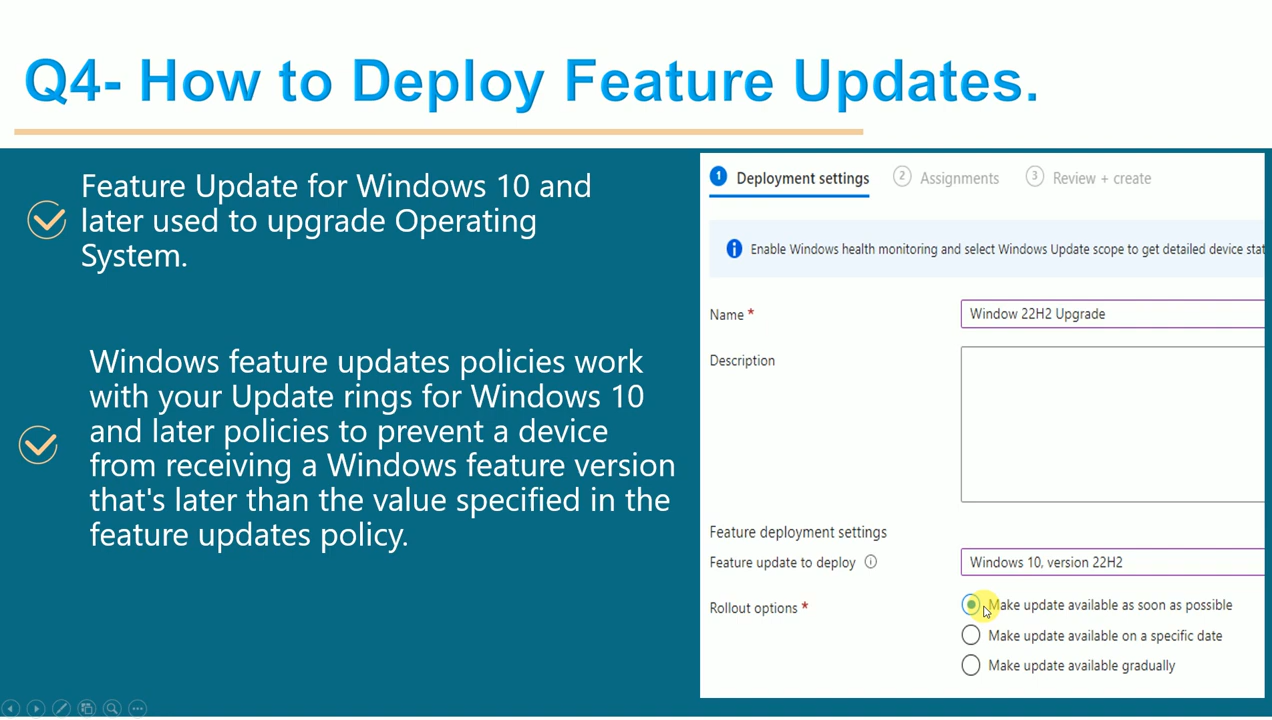 Q4- How to Deploy Feature Updates.
Feature Update for Windows 10 and
later used to upgrade Operating
System.
Windows feature updates policies work
with your Update rings for Windows 10
and later policies to prevent a device
from receiving a Windows feature version
that's later than the value specified in the
feature updates policy.
1 Deployment settings 2 Assignments 3 Review + create
Enable Windows health monitoring and select Windows Update scope to get detailed device stat
Name * Window 22H2 Upgrade
Description
Feature deployment settings
Feature update to deploy Windows 10, version 22H2
Rollout options * Make update available as soon as possible
Make update available on a specific date
Make update available gradually